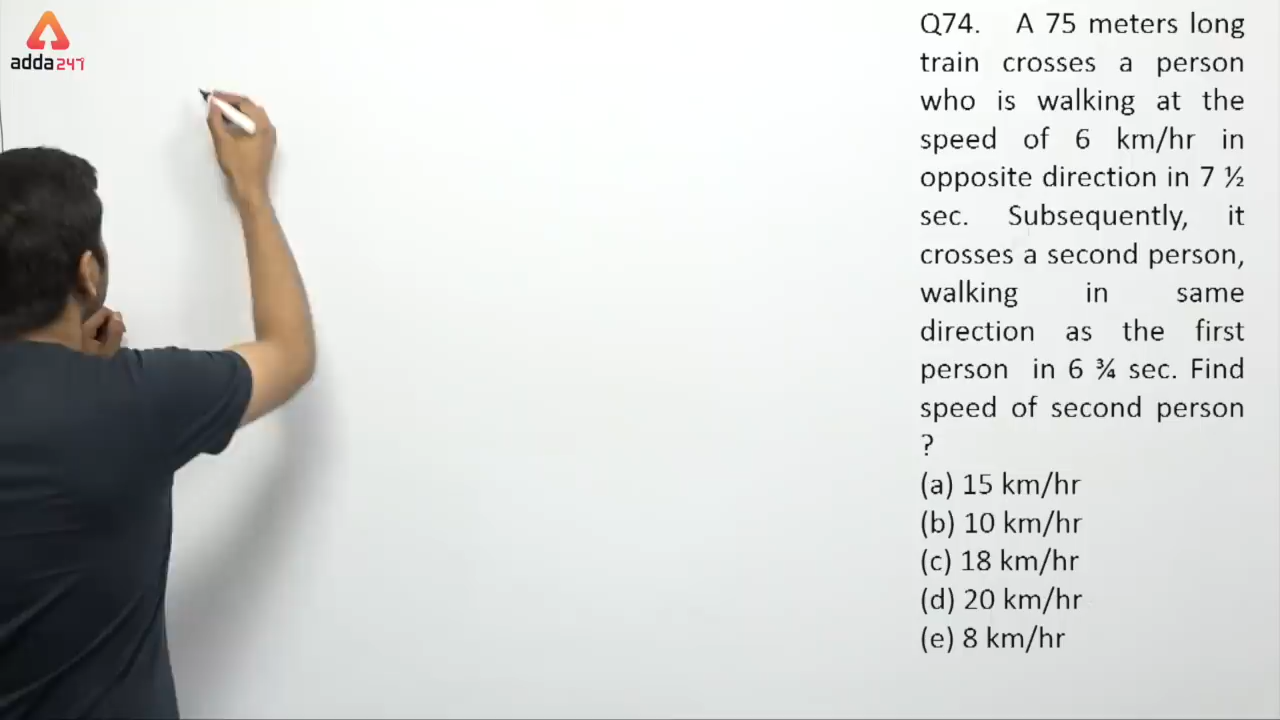 adda247
Q74. A 75 meters long
train crosses a person
who is walking at the
speed of 6 km/hr in
opposite direction in 7 ½
sec. Subsequently, it
crosses a second person,
walking in same
direction as the first
person in 6 ¾ sec. Find
speed of second person
?
(a) 15 km/hr
(b) 10 km/hr
(c) 18 km/hr
(d) 20 km/hr
(e) 8 km/hr